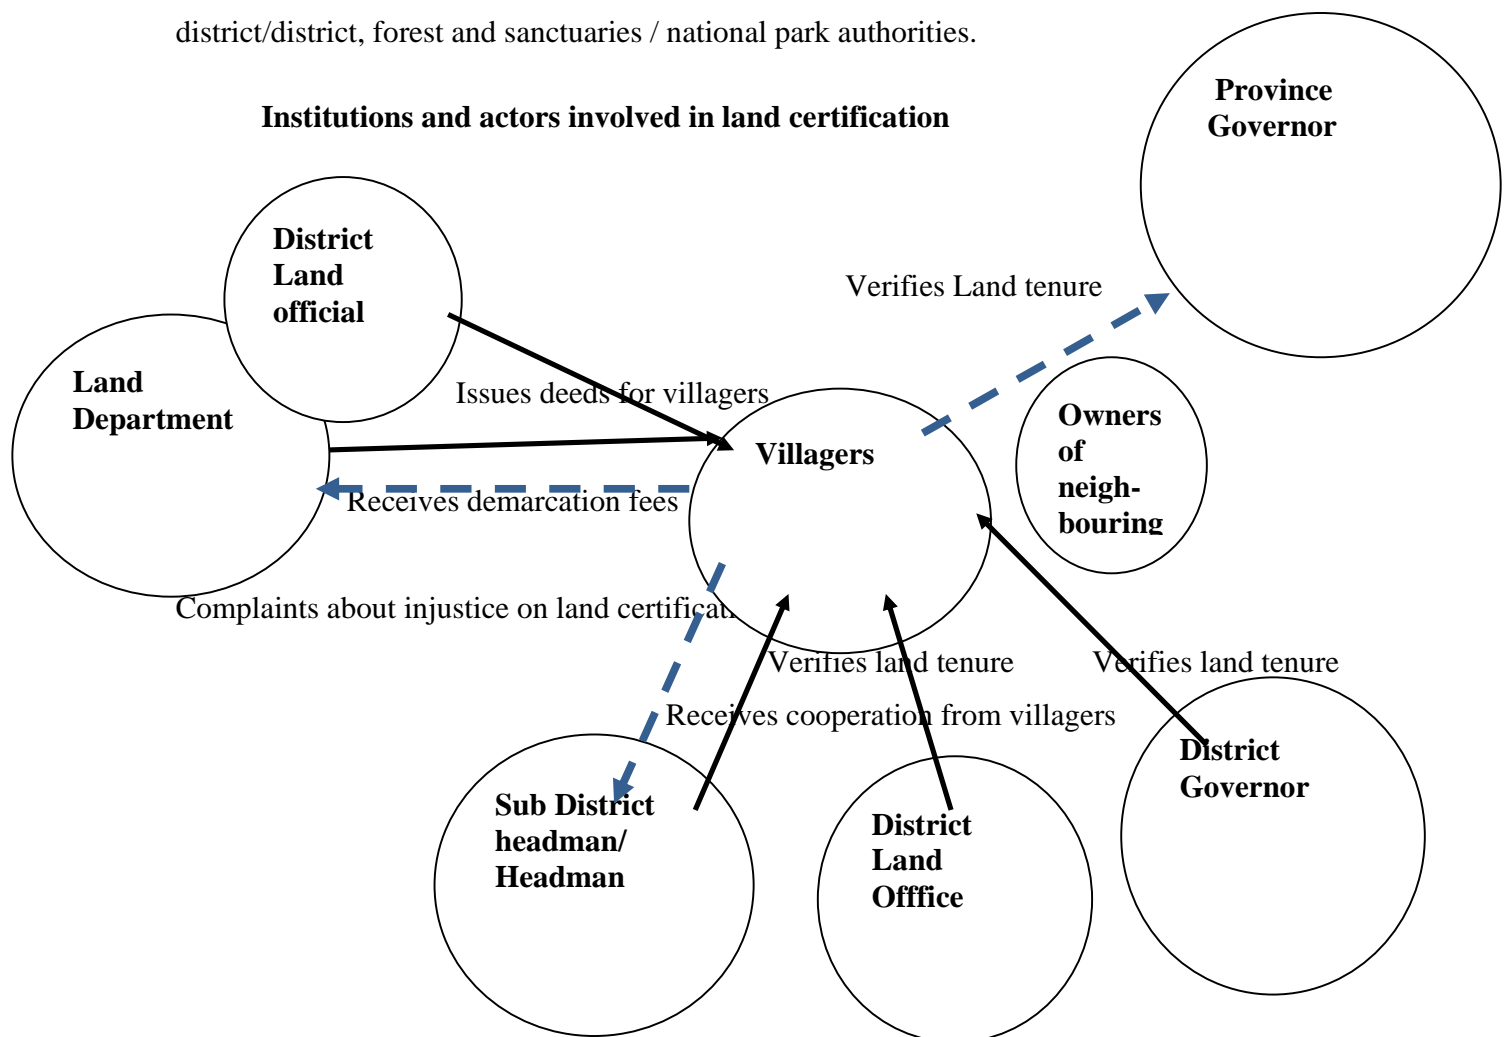 district/district, forest and sanctuaries / national park authorities.
Institutions and actors involved in land certification
Province
Governor
District
Land
official
Verifies Land tenure
Land
Department
Issues deeds for villagers
Owners
of
neigh-
bouring
Villagers
Receives demarcation fees
Complaints about injustice on land
Verifies land tenure
Verifies land tenure
Receives cooperation from villagers
District
Governor
Sub District
headman/
Headman
District
Land
Offfice